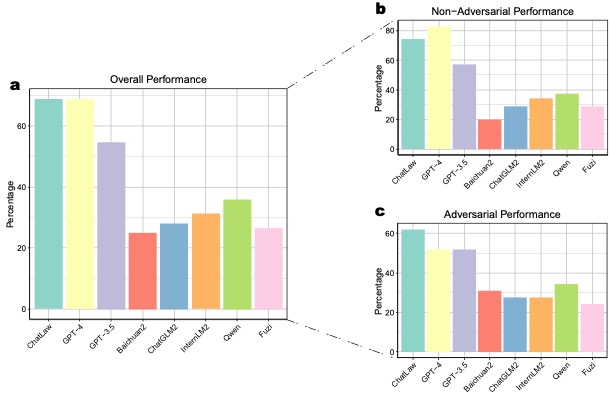 a
Overall Performance
Percentage
60
40
20
0
ChatLaw
GPT−4
GPT−3.5
Baichuan2
ChatGLM2
InternLM2
Qwen
Fuzi
b
Non−Adversarial Performance
Percentage
80
60
40
20
0
ChatLaw
GPT−4
GPT−3.5
Baichuan2
ChatGLM2
InternLM2
Qwen
Fuzi
c
Adversarial Performance
Percentage
60
40
20
0
ChatLaw
GPT−4
GPT−3.5
Baichuan2
ChatGLM2
InternLM2
Qwen
Fuzi